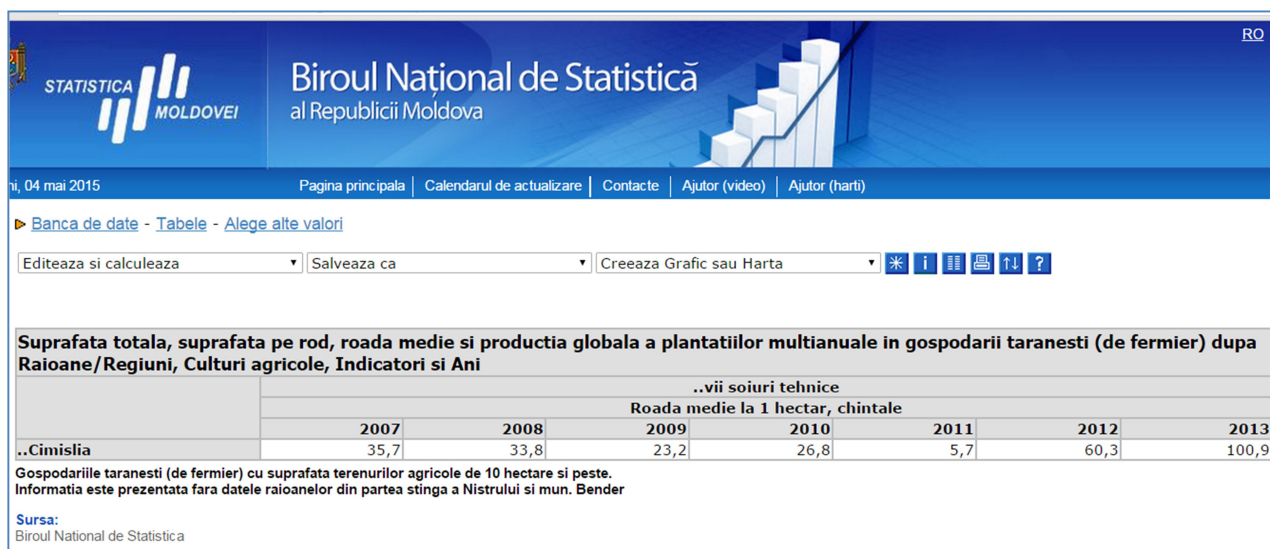 RO
STATISTICA
MOLDOVEI
Biroul Național de Statistică
al Republicii Moldova
ni, 04 mai 2015 Pagina principala Calendarul de actualizare Contacte Ajutor (video) Ajutor (harti)
Banca de date - Tabele - Alege alte valori
Editeaza si calculeaza Salveaza ca Creeaza Grafic sau Harta
Suprafata totala, suprafata pe rod, roada medie si productia globala a plantatiilor multianuale in gospodarii taranesti (de fermier) dupa
Raioane/Regiuni, Culturi agricole, Indicatori si Ani
..vii soiuri tehnice
Roada medie la 1 hectar, chintale
2007 2008 2009 2010 2011 2012 2013
..Cimislia 35,7 33,8 23,2 26,8 5,7 60,3 100,9
Gospodariile taranesti (de fermier) cu suprafata terenurilor agricole de 10 hectare si peste.
Informatia este prezentata fara datele raioanelor din partea stinga a Nistrului si mun. Bender
Sursa:
Biroul National de Statistica